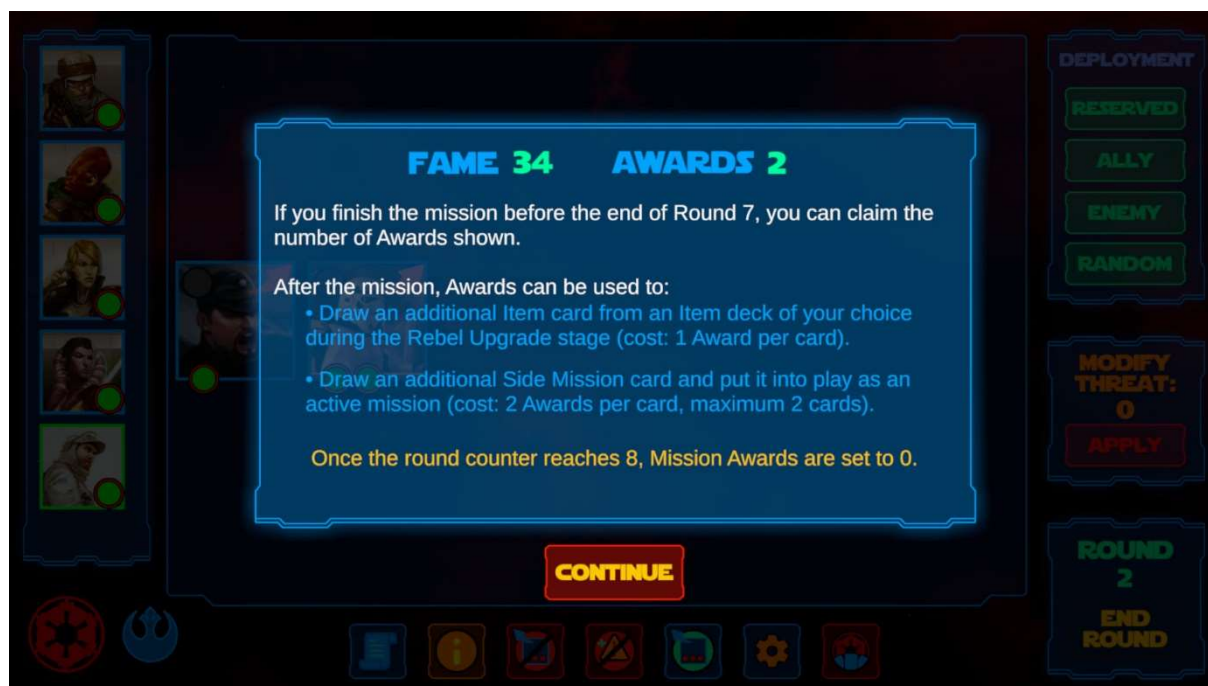 DEPLOYMENT
RESERVED
ALLY
ENEMY
RANDOM
FAME 34 AWARDS 2
If you finish the mission before the end of Round 7, you can claim the
number of Awards shown.
After the mission, Awards can be used to:
• Draw an additional Item card from an Item deck of your choice
during the Rebel Upgrade stage (cost: 1 Award per card).
• Draw an additional Side Mission card and put it into play as an
active mission (cost: 2 Awards per card, maximum 2 cards).
Once the round counter reaches 8, Mission Awards are set to 0.
CONTINUE
MODIFY
THREAT:
0
APPLY
ROUND
2
END
ROUND